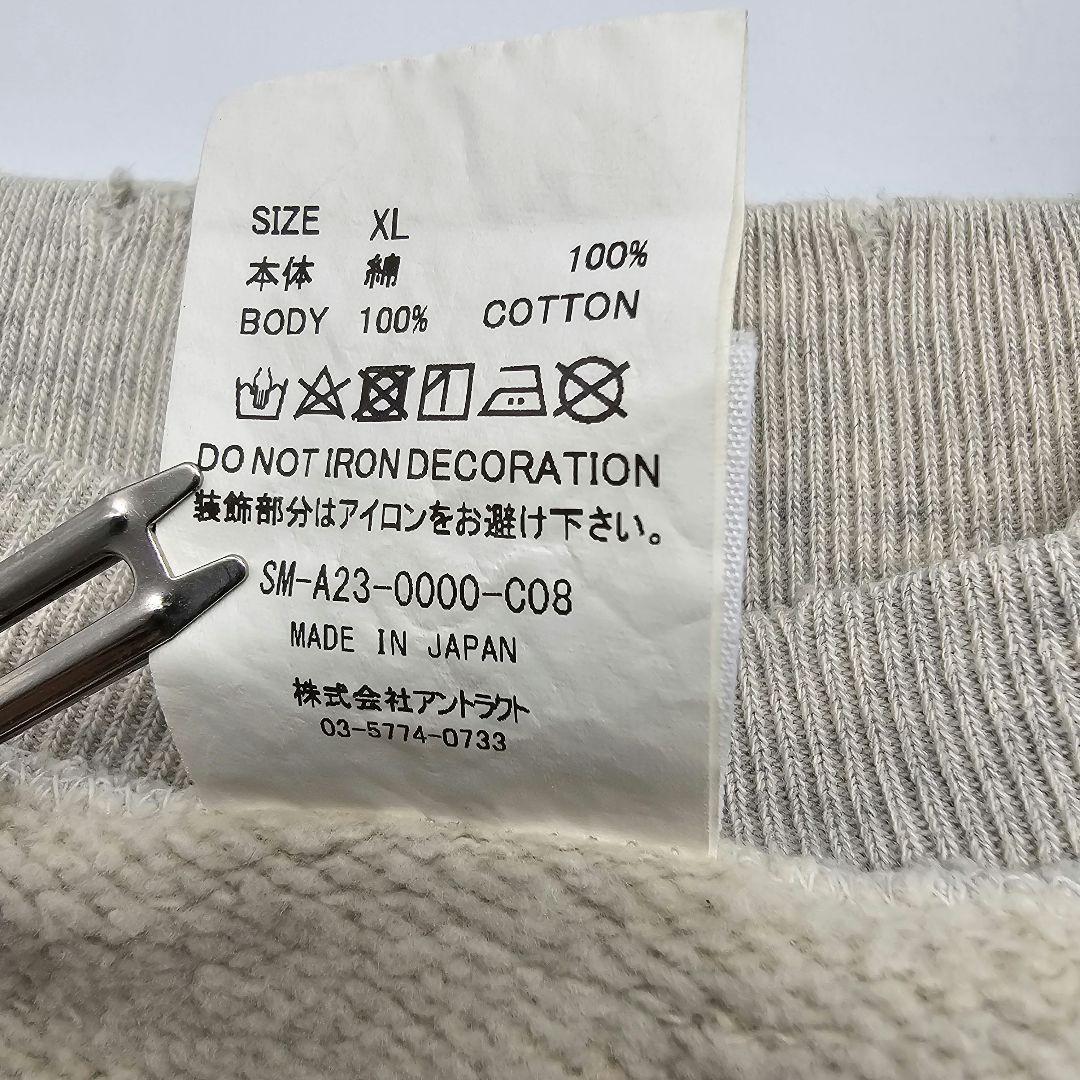 SIZE XL
本体 綿 100%
BODY 100% COTTON
DO NOT IRON DECORATION
装飾部分はアイロンをお避け下さい。
SM-A23-0000-C08
MADE IN JAPAN
株式会社アントラクト
03-5774-0733